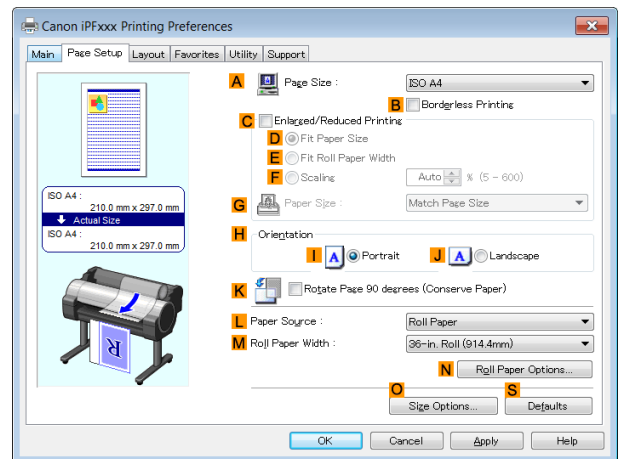 Canon iPFxxx Printing Preferences
Main Page Setup Layout Favorites Utility Support
A Page Size : ISO A4
B Borderless Printing
C Enlarged/Reduced Printing
D Fit Paper Size
E Fit Roll Paper Width
F Scaling Auto % (5 - 600)
G Paper Size : Match Page Size
ISO A4 :
210.0 mm x 297.0 mm
Actual Size
ISO A4 :
210.0 mm x 297.0 mm
H Orientation
I A Portrait J A Landscape
K Rotate Page 90 degrees (Conserve Paper)
L Paper Source : Roll Paper
M Roll Paper Width : 36-in. Roll (914.4mm)
R
N Roll Paper Options...
O S
Size Options... Defaults
OK Cancel Apply Help